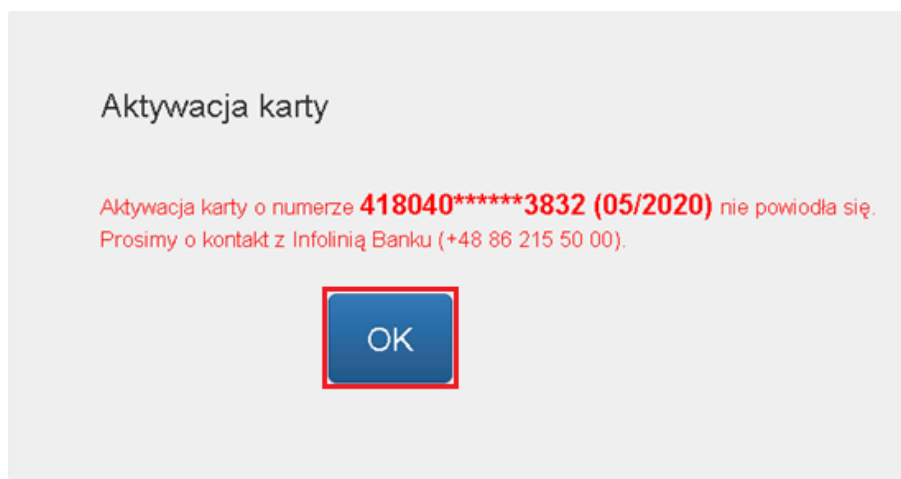 Aktywacja karty
Aktywacja karty o numerze 418040******3832 (05/2020) nie powiodła się.
Prosimy o kontakt z Infolinią Banku (+48 86 215 50 00).
OK